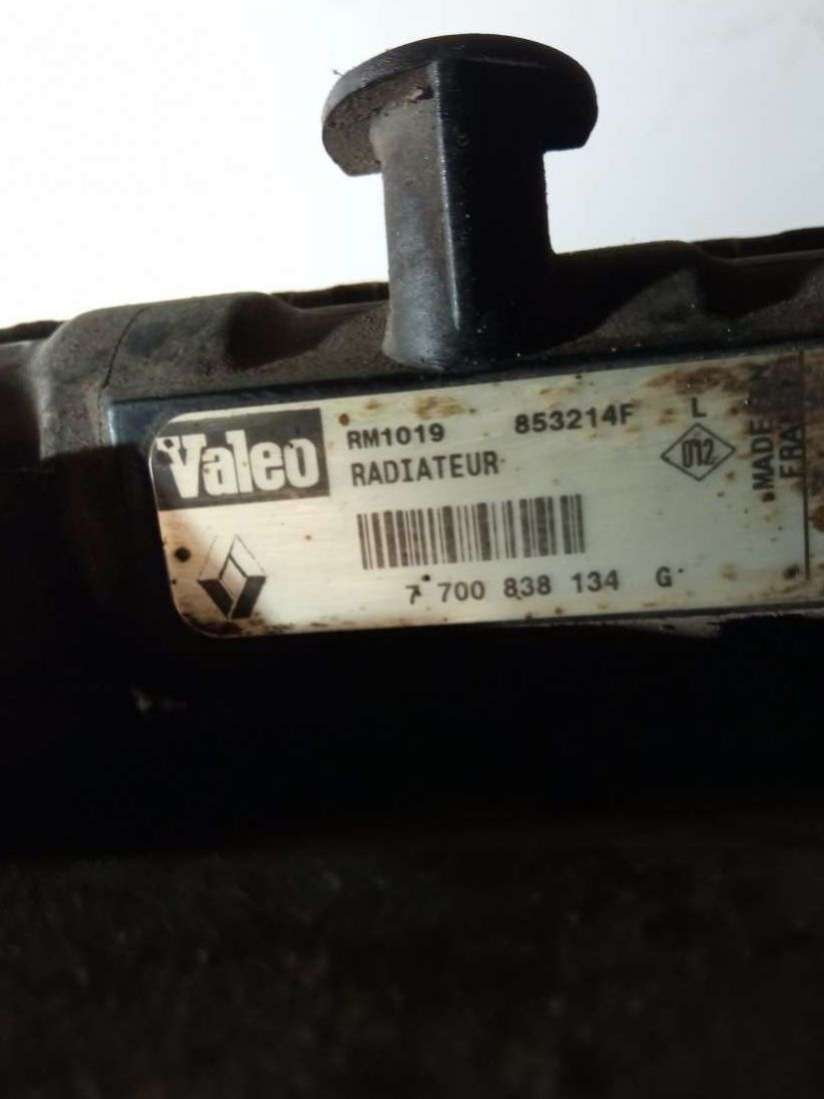 Valeo
RM1019 853214F L
RADIATEUR
012
MADE IN
FRA
7 700 838 134 G